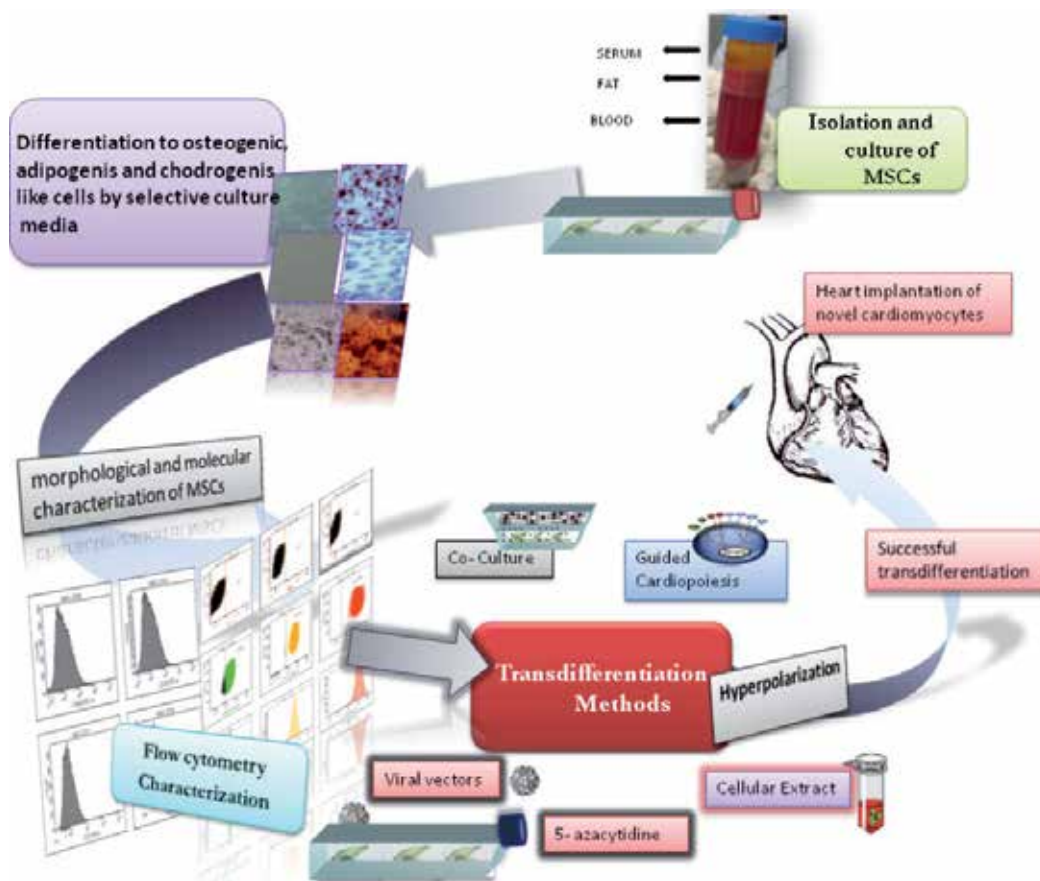 SERUM
FAT
BLOOD
Isolation and
culture of
MSCs
Differentiation to osteogenic,
adipogenis and chodrogenis
like cells by selective culture
media
Heart implantation of
novel cardiomyocytes
morphological and molecular
characterization of MSCs
Co- Culture
Guided
Cardiopoiesis
Successful
transdifferentiation
Transdifferentiation
Methods
Hyperpolarization
Flow cytometry
Characterization
Viral vectors
Cellular Extract
5- azacytidine